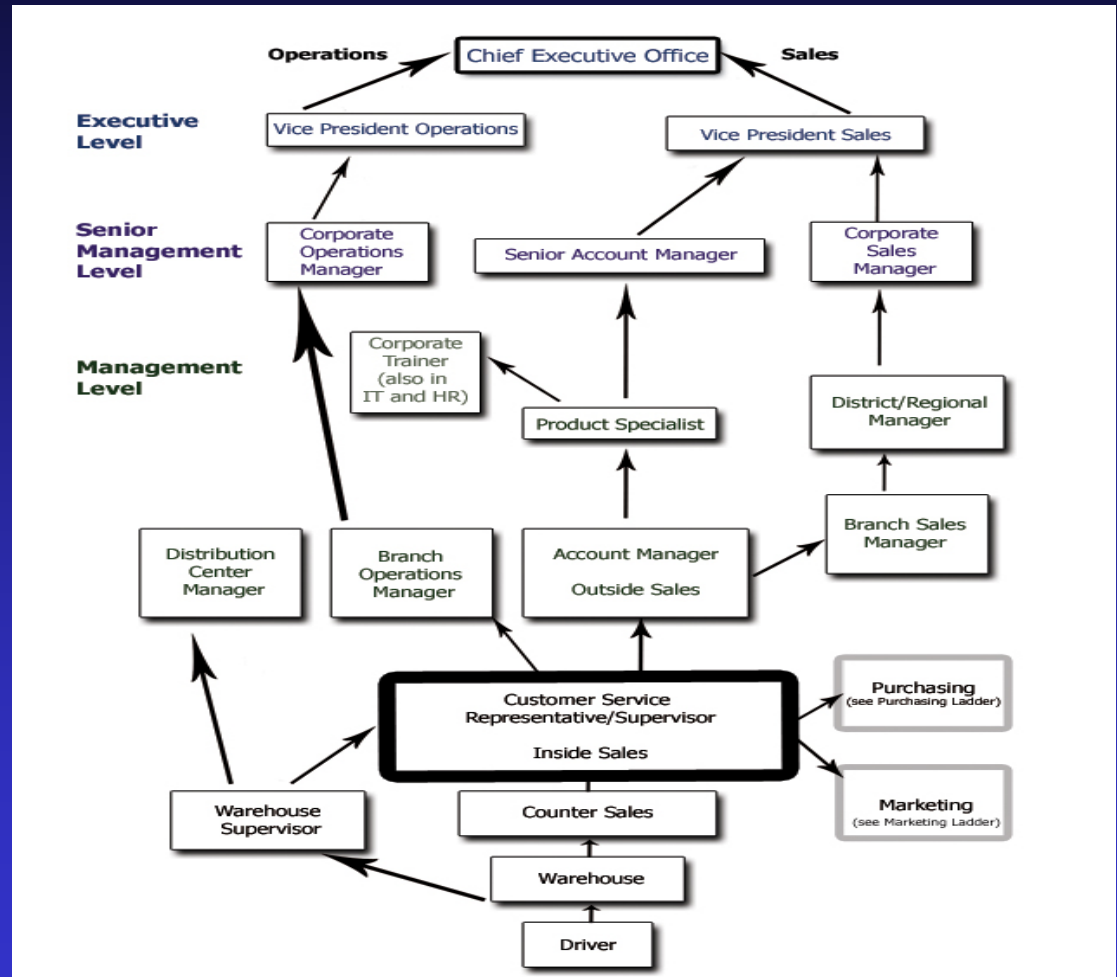 Operations
Chief Executive Office
Sales
Executive
Level
Vice President Operations
Vice President Sales
Senior
Management
Level
Corporate
Operations
Manager
Senior Account Manager
Corporate
Sales
Manager
Management
Level
Corporate
Trainer
(also in
IT and HR)
Product Specialist
District/Regional
Manager
Distribution
Center
Manager
Branch
Operations
Manager
Account Manager
Outside Sales
Branch Sales
Manager
Customer Service
Representative/Supervisor
Inside Sales
Purchasing
(see Purchasing Ladder)
Warehouse
Supervisor
Counter Sales
Marketing
(see Marketing Ladder)
Warehouse
Driver